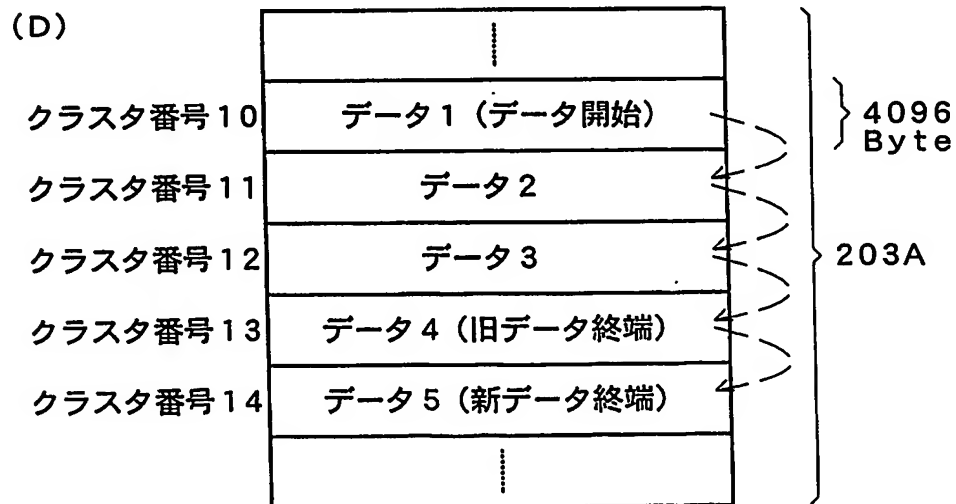 (D)
クラスタ番号10 データ1(データ開始) 4096
Byte
クラスタ番号11 データ2
クラスタ番号12 データ3 203A
クラスタ番号13 データ4(旧データ終端)
クラスタ番号14 データ5(新データ終端)